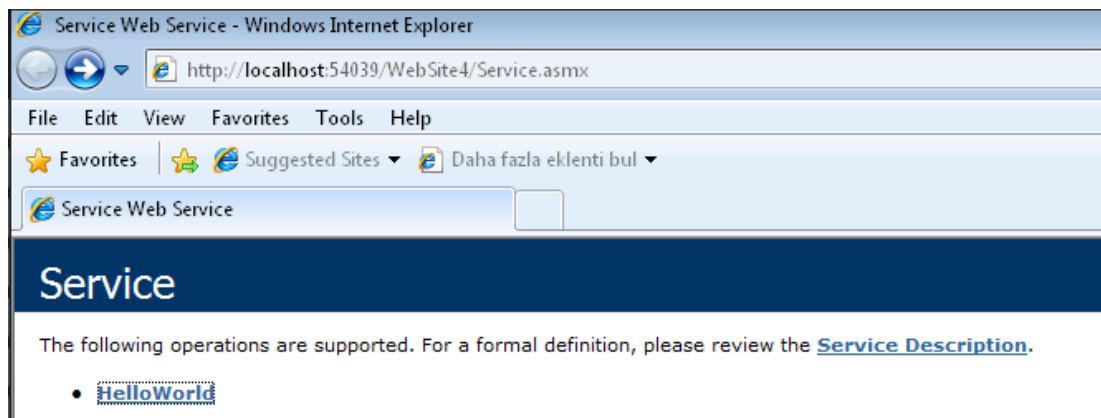 Service Web Service - Windows Internet Explorer
http://localhost:54039/WebSite4/Service.asmx
File Edit View Favorites Tools Help
Favorites Suggested Sites Daha fazla eklenti bul
Service Web Service
Service
The following operations are supported. For a formal definition, please review the Service Description.
• HelloWorld